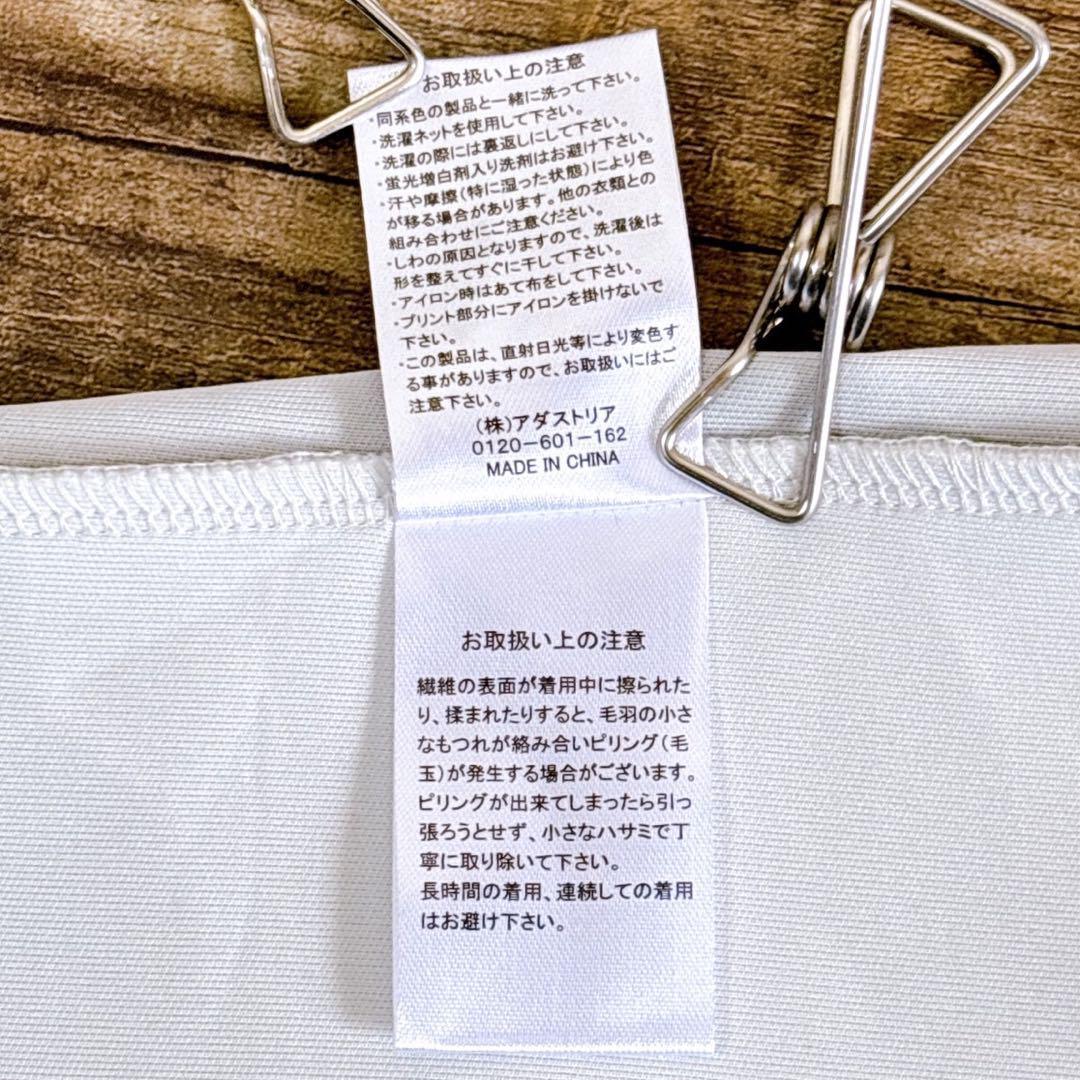 お取扱い上の注意
・同系色の製品と一緒に洗って下さい。
・洗濯ネットを使用して下さい。
・洗濯の際には裏返しにして下さい。
・蛍光増白剤入り洗剤はお避け下さい。
・汗や摩擦(特に湿った状態)により色
が移る場合があります。他の衣類との
組み合わせにご注意ください。
・しわの原因となりますので、洗濯後は
形を整えてすぐに干して下さい。
・アイロン時はあて布をして下さい。
・プリント部分にアイロンを掛けないで
下さい。
・この製品は、直射日光等により変色す
る事がありますので、お取扱いにはご
注意下さい。
(株)アダストリア
0120-601-162
MADE IN CHINA
お取扱い上の注意
繊維の表面が着用中に擦られた
り、揉まれたりすると、毛羽の小さ
なもつれが絡み合いピリング(毛
玉)が発生する場合がございます。
ピリングが出来てしまったら引っ
張ろうとせず、小さなハサミで丁
寧に取り除いて下さい。
長時間の着用、連続しての着用
はお避け下さい。